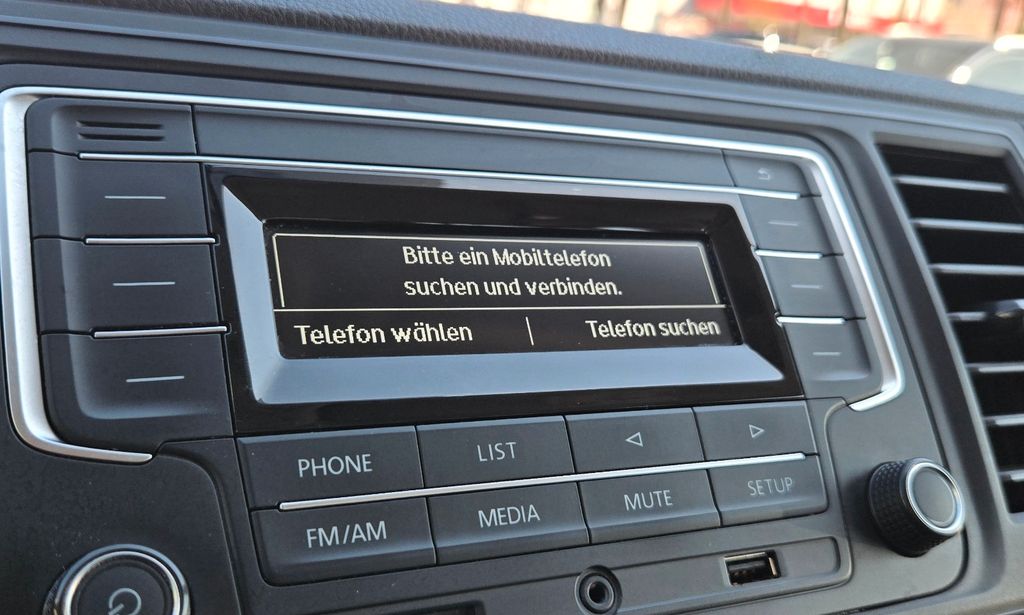 Bitte ein Mobiltelefon
suchen und verbinden.
Telefon wählen | Telefon suchen
PHONE LIST
FM/AM MEDIA MUTE SETUP